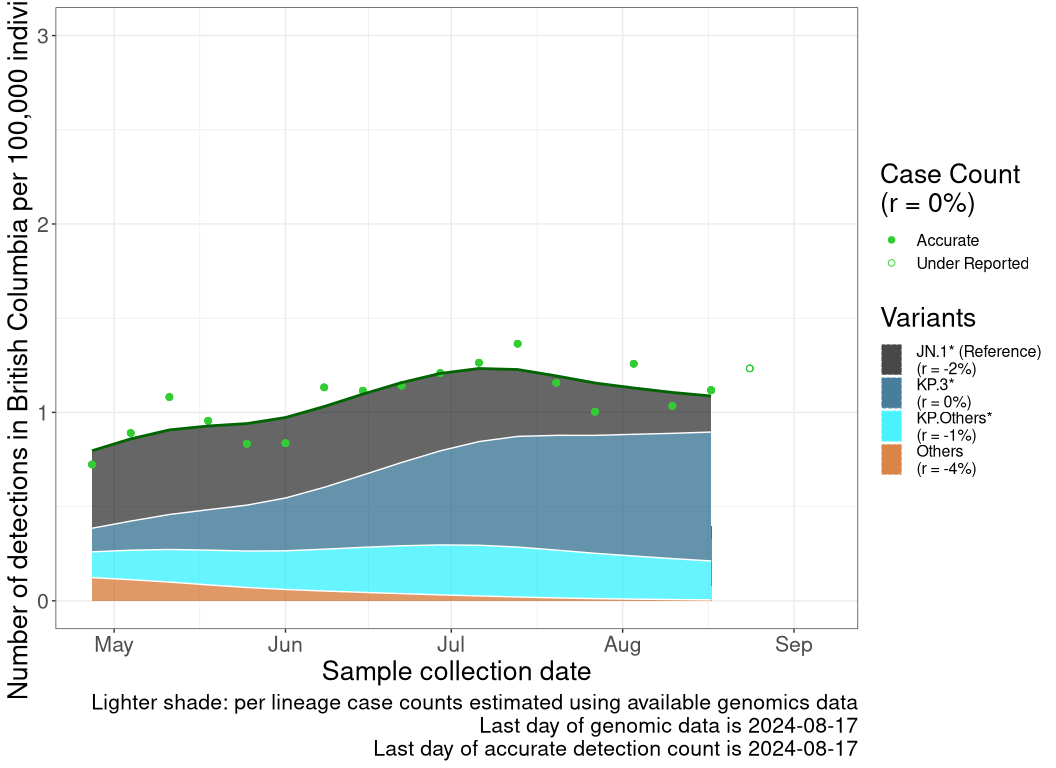 Number of detections in British Columbia per 100,000
3
2
1
0
May Jun Jul Aug Sep
Sample collection date
Lighter shade: per lineage case counts estimated using available genomics data
Last day of genomic data is 2024-08-17
Last day of accurate detection count is 2024-08-17
Case Count
(r = 0%)
Accurate
Under Reported
Variants
JN.1* (Reference)
(r = -2%)
KP.3*
(r = 0%)
KP.Others*
(r = -1%)
Others
(r = -4%)